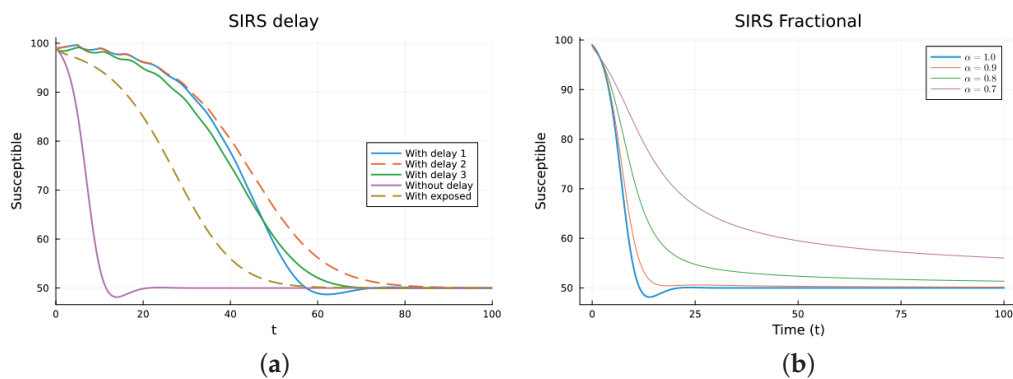 SIRS delay
Susceptible
100
90
80
70
60
50
0
20
40
60
80
100
t
With delay 1
With delay 2
With delay 3
Without delay
With exposed
(a)
SIRS Fractional
Susceptible
100
90
80
70
60
50
0
25
50
75
100
Time (t)
α = 1.0
α = 0.9
α = 0.8
α = 0.7
(b)